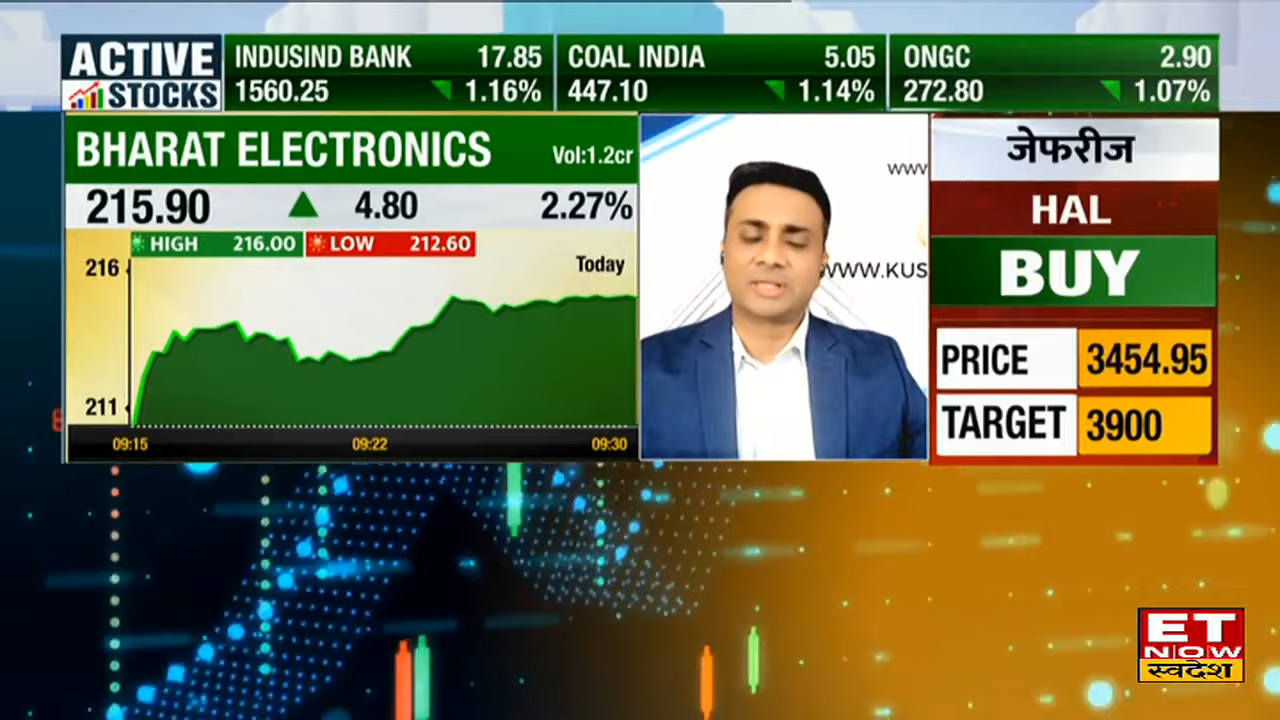 ACTIVE STOCKS
INDUSIND BANK 17.85
1560.25 1.16%
COAL INDIA 5.05
447.10 1.14%
ONGC 2.90
272.80 1.07%
BHARAT ELECTRONICS Vol:1.2cr
215.90 4.80 2.27%
HIGH 216.00 LOW 212.60
Today
216
211
09:15 09:22 09:30
WWW
WWW.KUS
जेफरीज
HAL
BUY
PRICE 3454.95
TARGET 3900
ET
NOW
स्वदेश